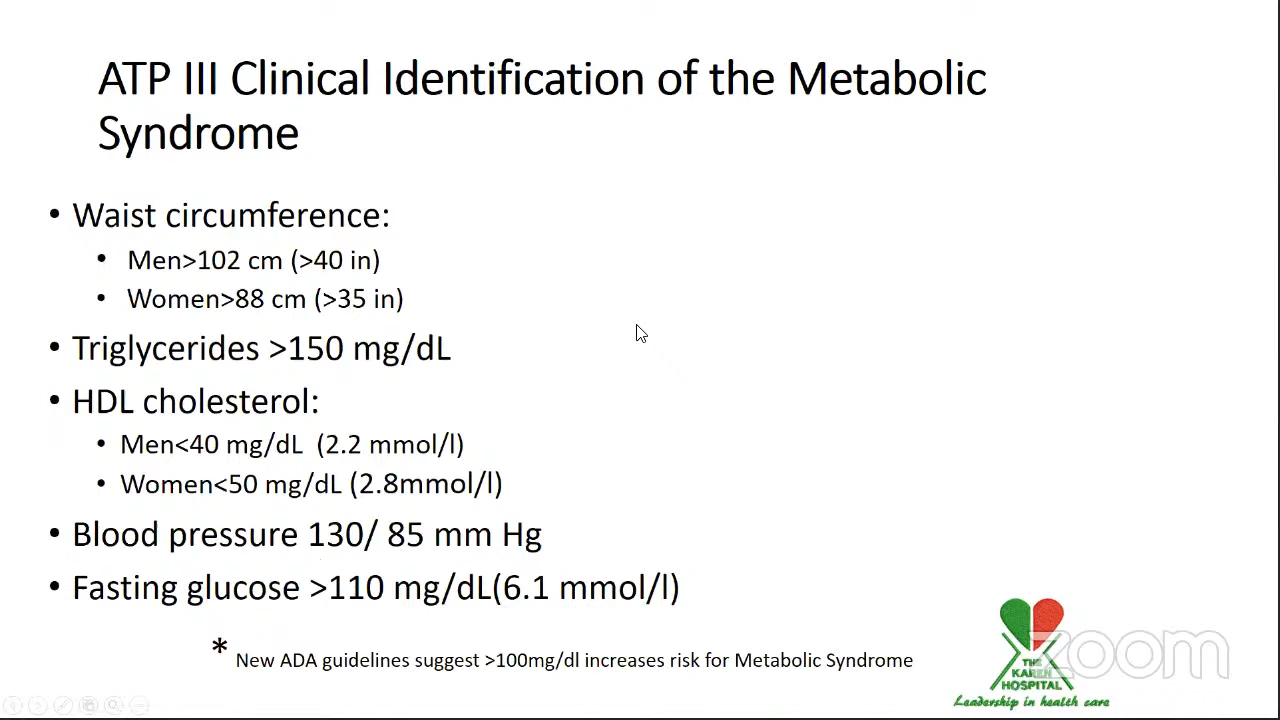 ATP III Clinical Identification of the Metabolic
Syndrome
• Waist circumference:
• Men>102 cm (>40 in)
• Women>88 cm (>35 in)
• Triglycerides >150 mg/dL
• HDL cholesterol:
• Men<40 mg/dL (2.2 mmol/l)
• Women<50 mg/dL (2.8mmol/l)
• Blood pressure 130/ 85 mm Hg
• Fasting glucose >110 mg/dL(6.1 mmol/l)
* New ADA guidelines suggest >100mg/dl increases risk for Metabolic Syndrome
zoom
THE
KAREN
HOSPITAL
Leadership in health care